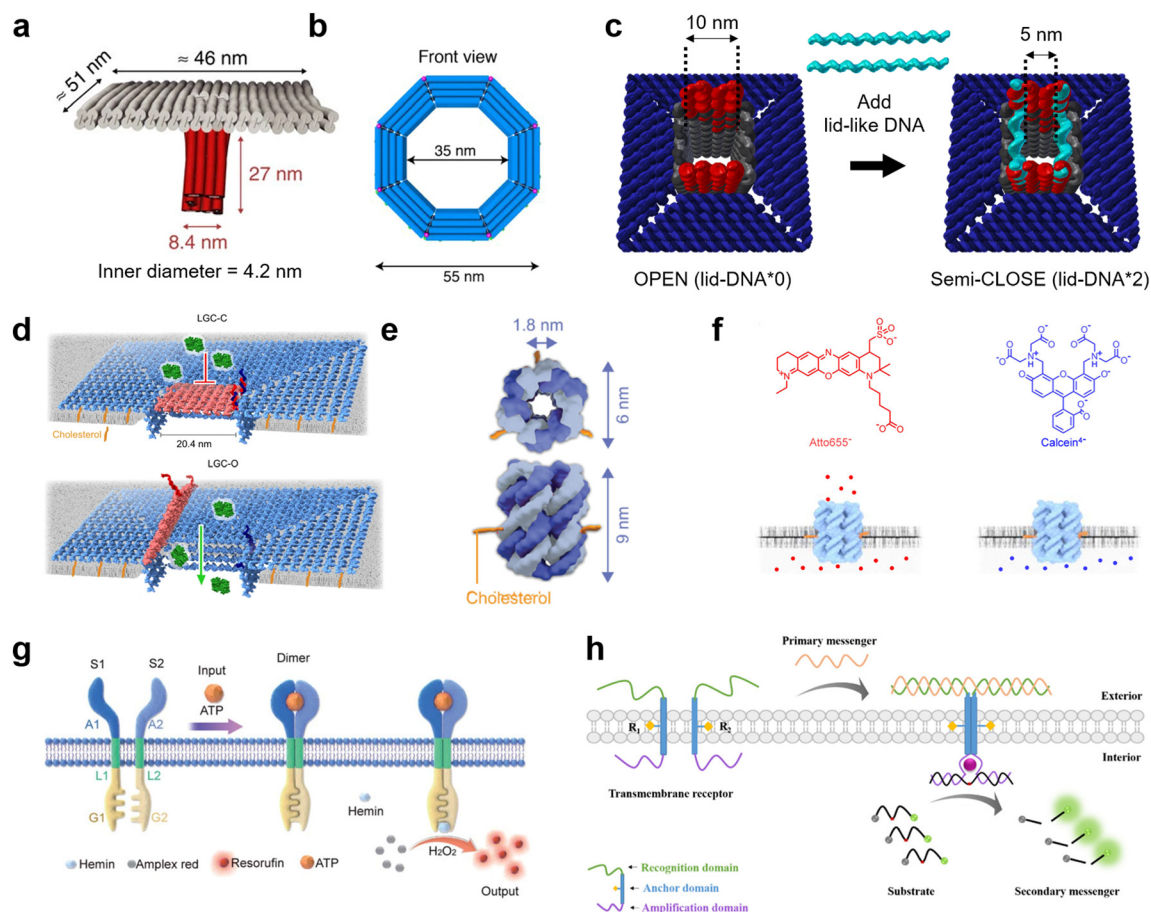 a
≈ 46 nm
≈ 51 nm
27 nm
8.4 nm
Inner diameter = 4.2 nm
b
Front view
35 nm
55 nm
c
10 nm
5 nm
Add
lid-like DNA
OPEN (lid-DNA*0)
Semi-CLOSE (lid-DNA*2)
d
LGC-C
Cholesterol
20.4 nm
LGC-O
e
1.8 nm
6 nm
9 nm
Cholesterol
f
Atto655⁻
Calcein⁴⁻
g
S1
S2
Input
ATP
Dimer
A1
A2
L1
L2
G1
G2
Hemin
H₂O₂
Hemin
Amplex red
Resorufin
ATP
Output
h
Primary messenger
Exterior
R₁
R₂
Interior
Transmembrane receptor
Recognition domain
Anchor domain
Amplification domain
Substrate
Secondary messenger